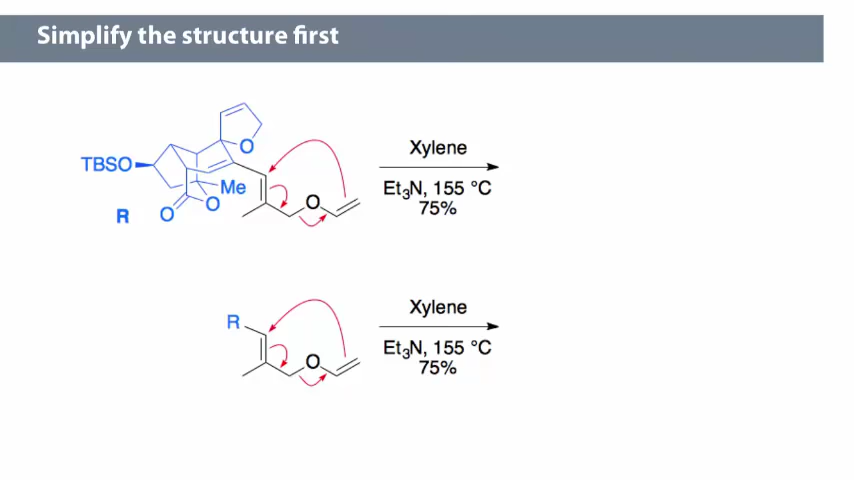 Simplify the structure first
O
TBSO
Me
O
O
R
O
Xylene
Et₃N, 155 °C
75%
R
O
Xylene
Et₃N, 155 °C
75%